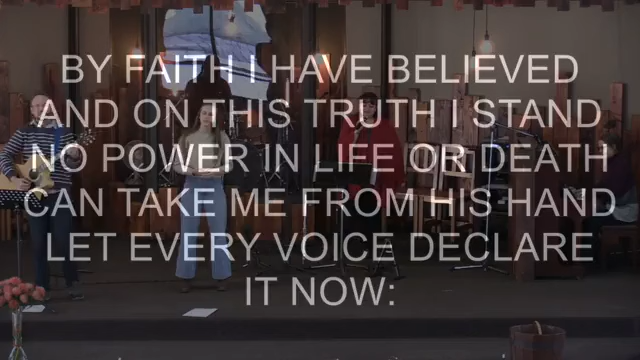 BY FAITH I HAVE BELIEVED
AND ON THIS TRUTH I STAND
NO POWER IN LIFE OR DEATH
CAN TAKE ME FROM HIS HAND
LET EVERY VOICE DECLARE
IT NOW: